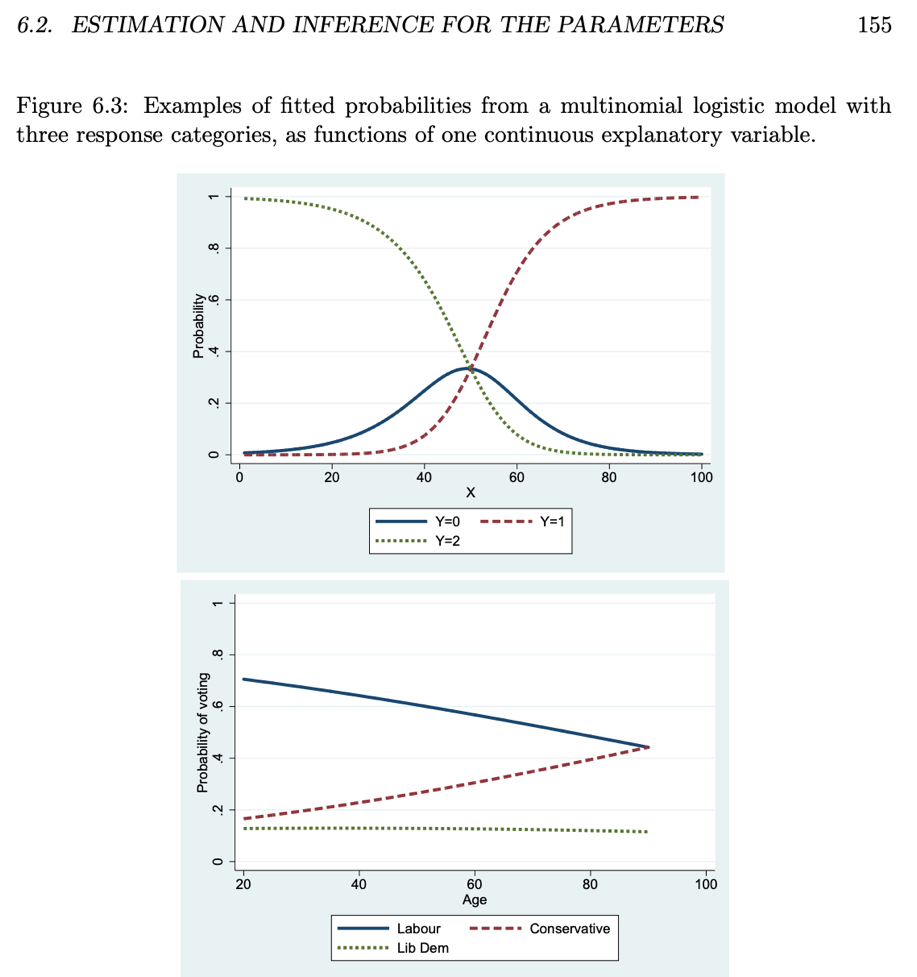 6.2. ESTIMATION AND INFERENCE FOR THE PARAMETERS 155
Figure 6.3: Examples of fitted probabilities from a multinomial logistic model with
three response categories, as functions of one continuous explanatory variable.
1
.8
.6
.4
.2
0
Probability
0 20 40 60 80 100
X
Y=0 Y=1
Y=2
1
.8
.6
.4
.2
0
Probability of voting
20 40 60 80 100
Age
Labour Conservative
Lib Dem